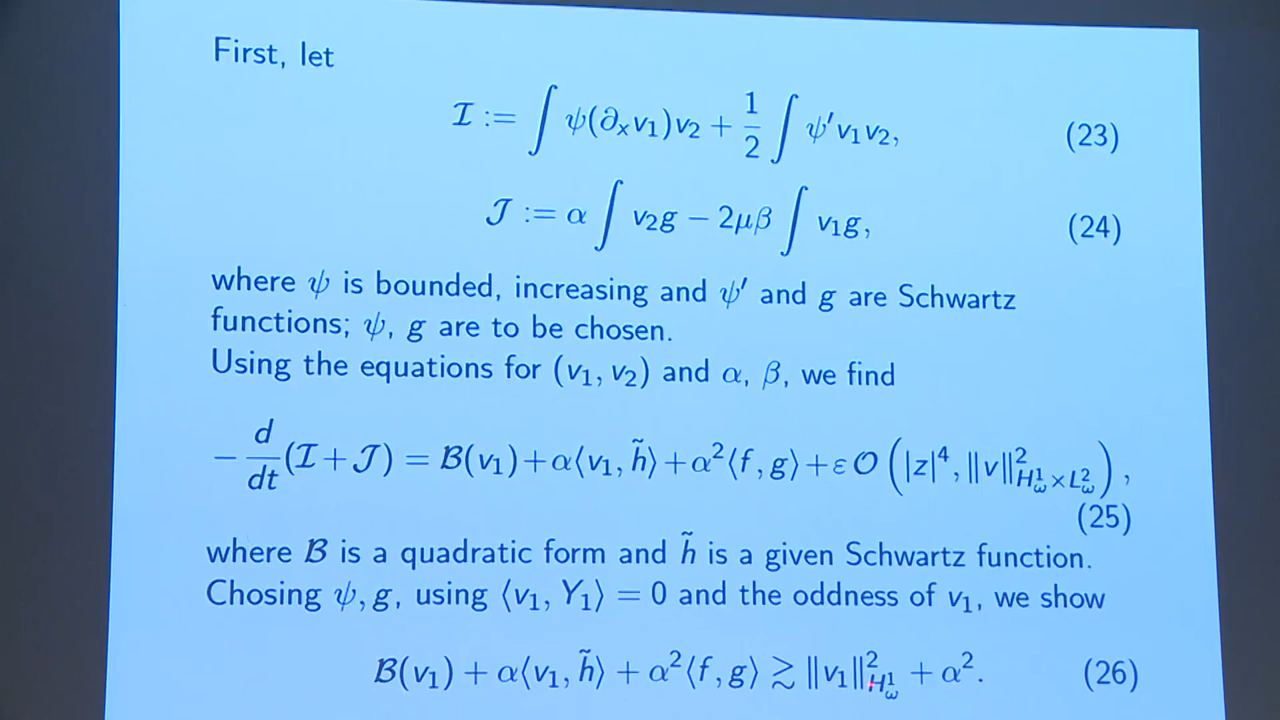 First, let
ℐ := ∫ ψ(∂ₓv₁)v₂ + 1/2 ∫ ψ′v₁v₂, (23)
𝒥 := α ∫ v₂g − 2μβ ∫ v₁g, (24)
where ψ is bounded, increasing and ψ′ and g are Schwartz
functions; ψ, g are to be chosen.
Using the equations for (v₁, v₂) and α, β, we find
− d/dt (ℐ + 𝒥) = ℬ(v₁)+α⟨v₁, h̃⟩+α²⟨f, g⟩+ε𝒪 (|z|⁴, ‖v‖²_{H¹_ω×L²_ω}),
(25)
where ℬ is a quadratic form and h̃ is a given Schwartz function.
Chosing ψ, g, using ⟨v₁, Y₁⟩ = 0 and the oddness of v₁, we show
ℬ(v₁) + α⟨v₁, h̃⟩ + α²⟨f, g⟩ ≳ ‖v₁‖²_{H¹_ω} + α². (26)